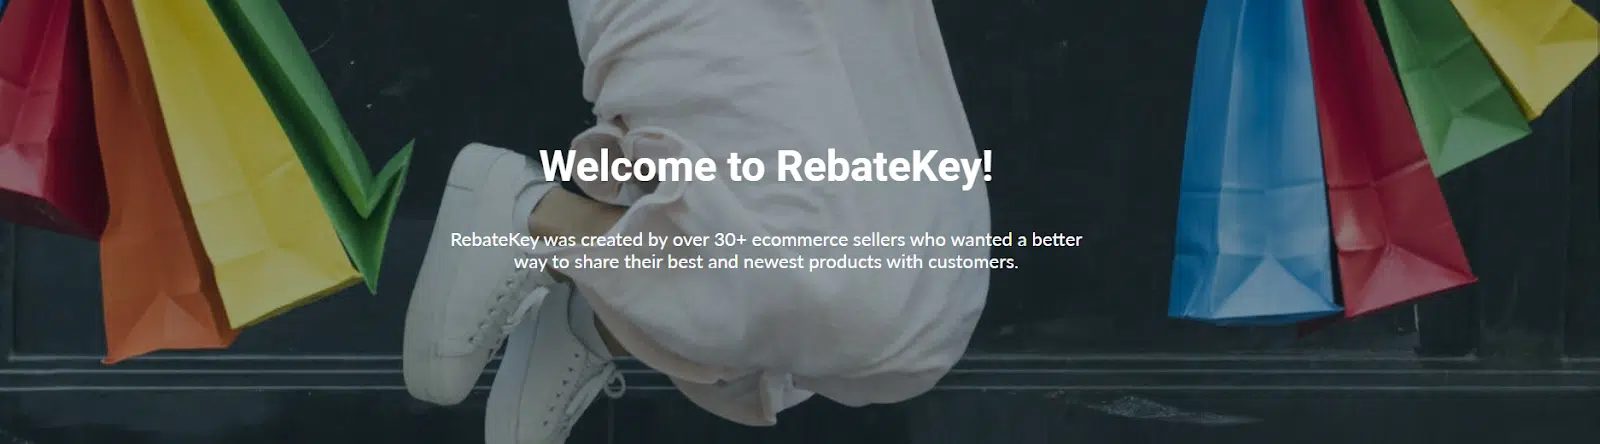 Welcome to RebateKey!
RebateKey was created by over 30+ ecommerce sellers who wanted a better
way to share their best and newest products with customers.